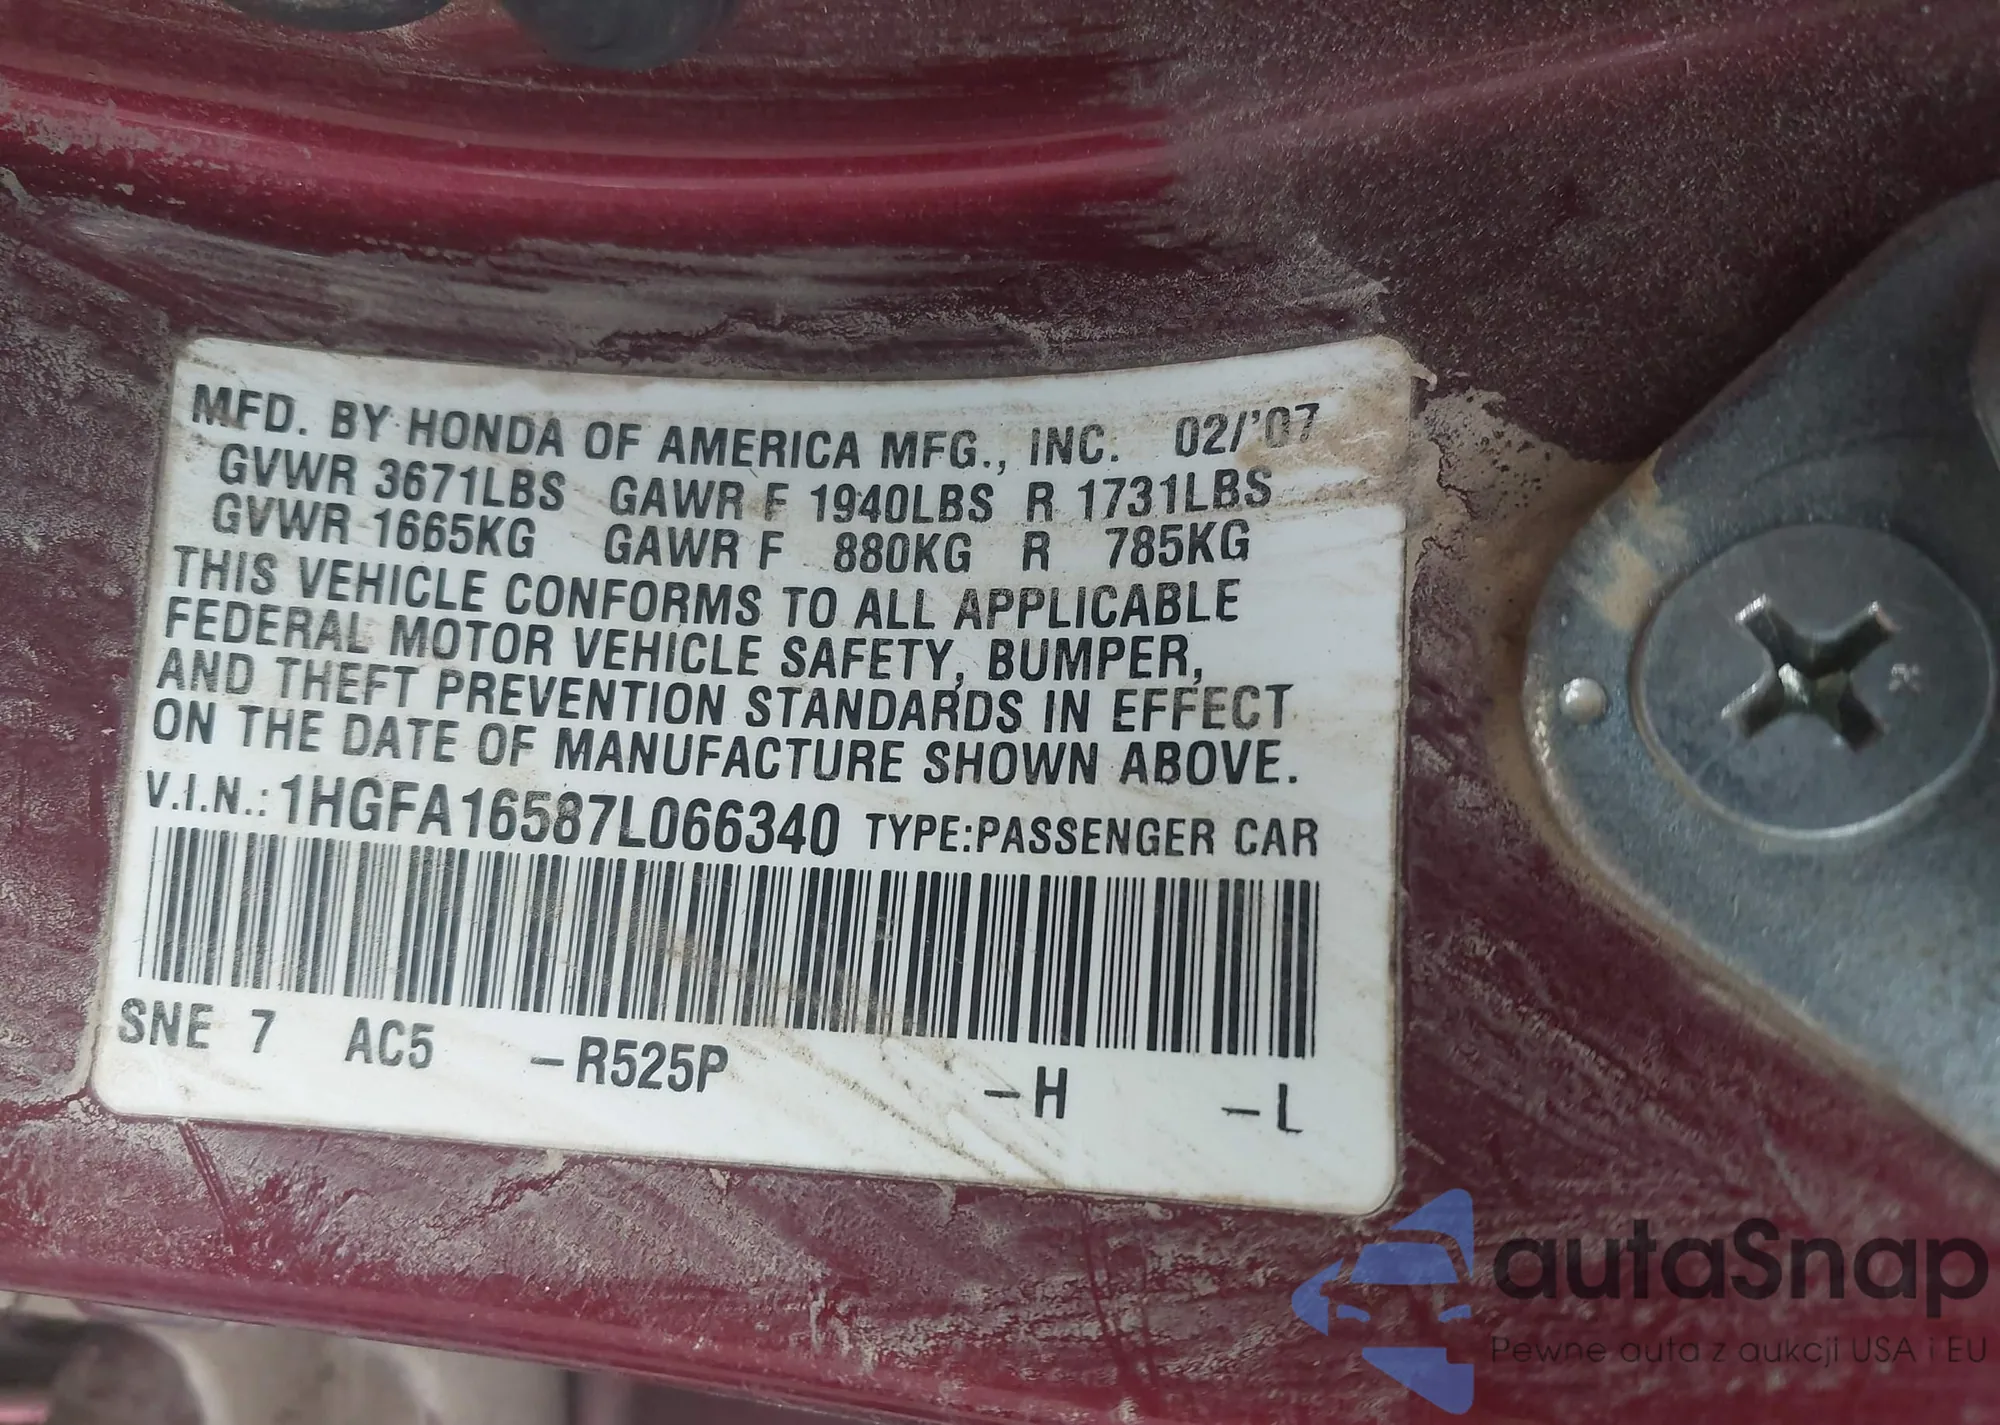 MFD. BY HONDA OF AMERICA MFG., INC. 02/'07
GVWR 3671LBS GAWR F 1940LBS R 1731LBS
GVWR 1665KG GAWR F 880KG R 785KG
THIS VEHICLE CONFORMS TO ALL APPLICABLE
FEDERAL MOTOR VEHICLE SAFETY, BUMPER,
AND THEFT PREVENTION STANDARDS IN EFFECT
ON THE DATE OF MANUFACTURE SHOWN ABOVE.
V.I.N.: 1HGFA16587L066340 TYPE:PASSENGER CAR
SNE 7 AC5 –R525P –H –L
autaSnap
Pewne auta z aukcji USA i EU